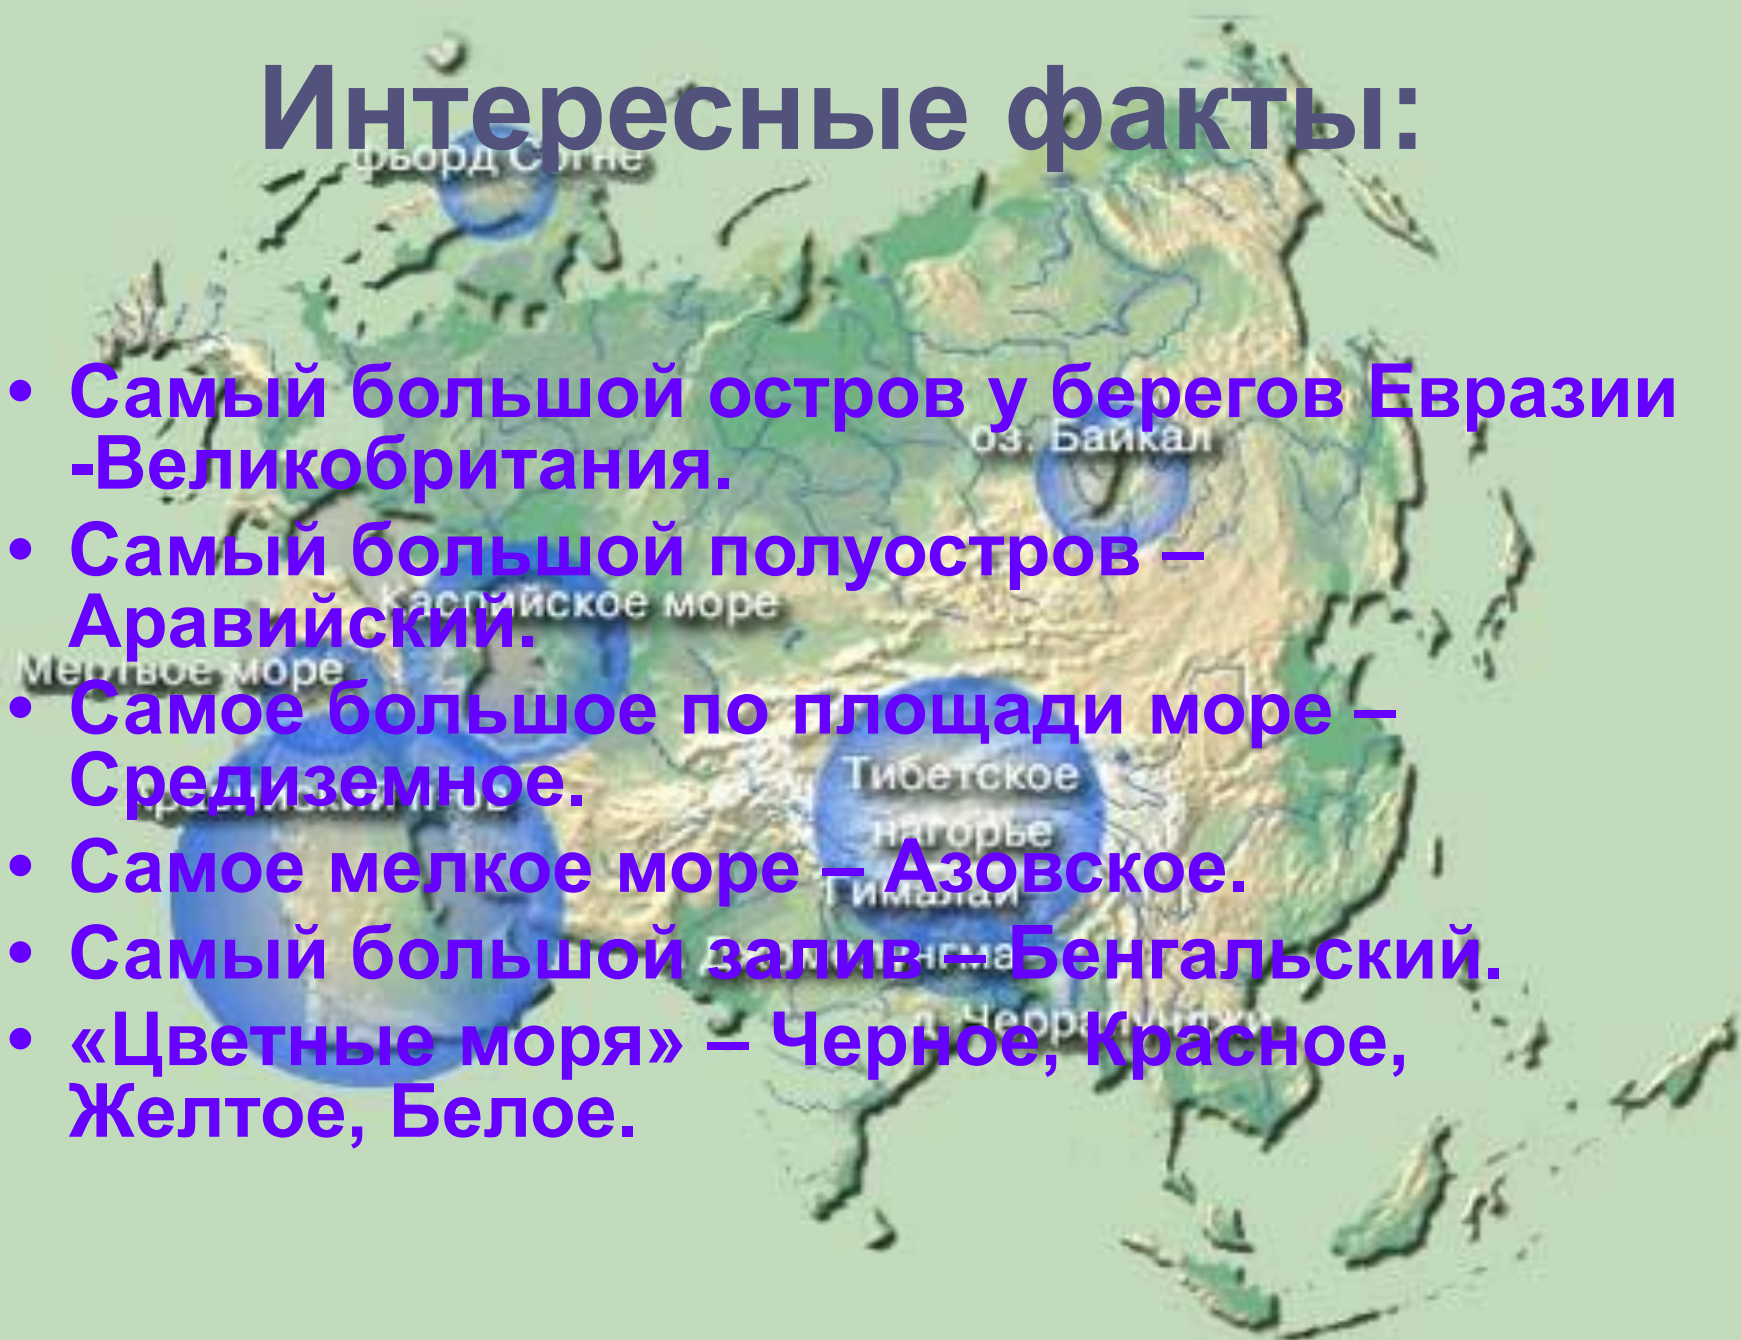 Интересные факты:
фьорд Согне
• Самый большой остров у берегов Евразии
-Великобритания.
оз. Байкал
• Самый большой полуостров –
Аравийский.
Каспийское море
Мертвое море
• Самое большое по площади море –
Средиземное.
Тибетское
нагорье
• Самое мелкое море – Азовское.
Гималаи
• Самый большой залив – Бенгальский.
• «Цветные моря» – Черное, Красное,
Желтое, Белое.